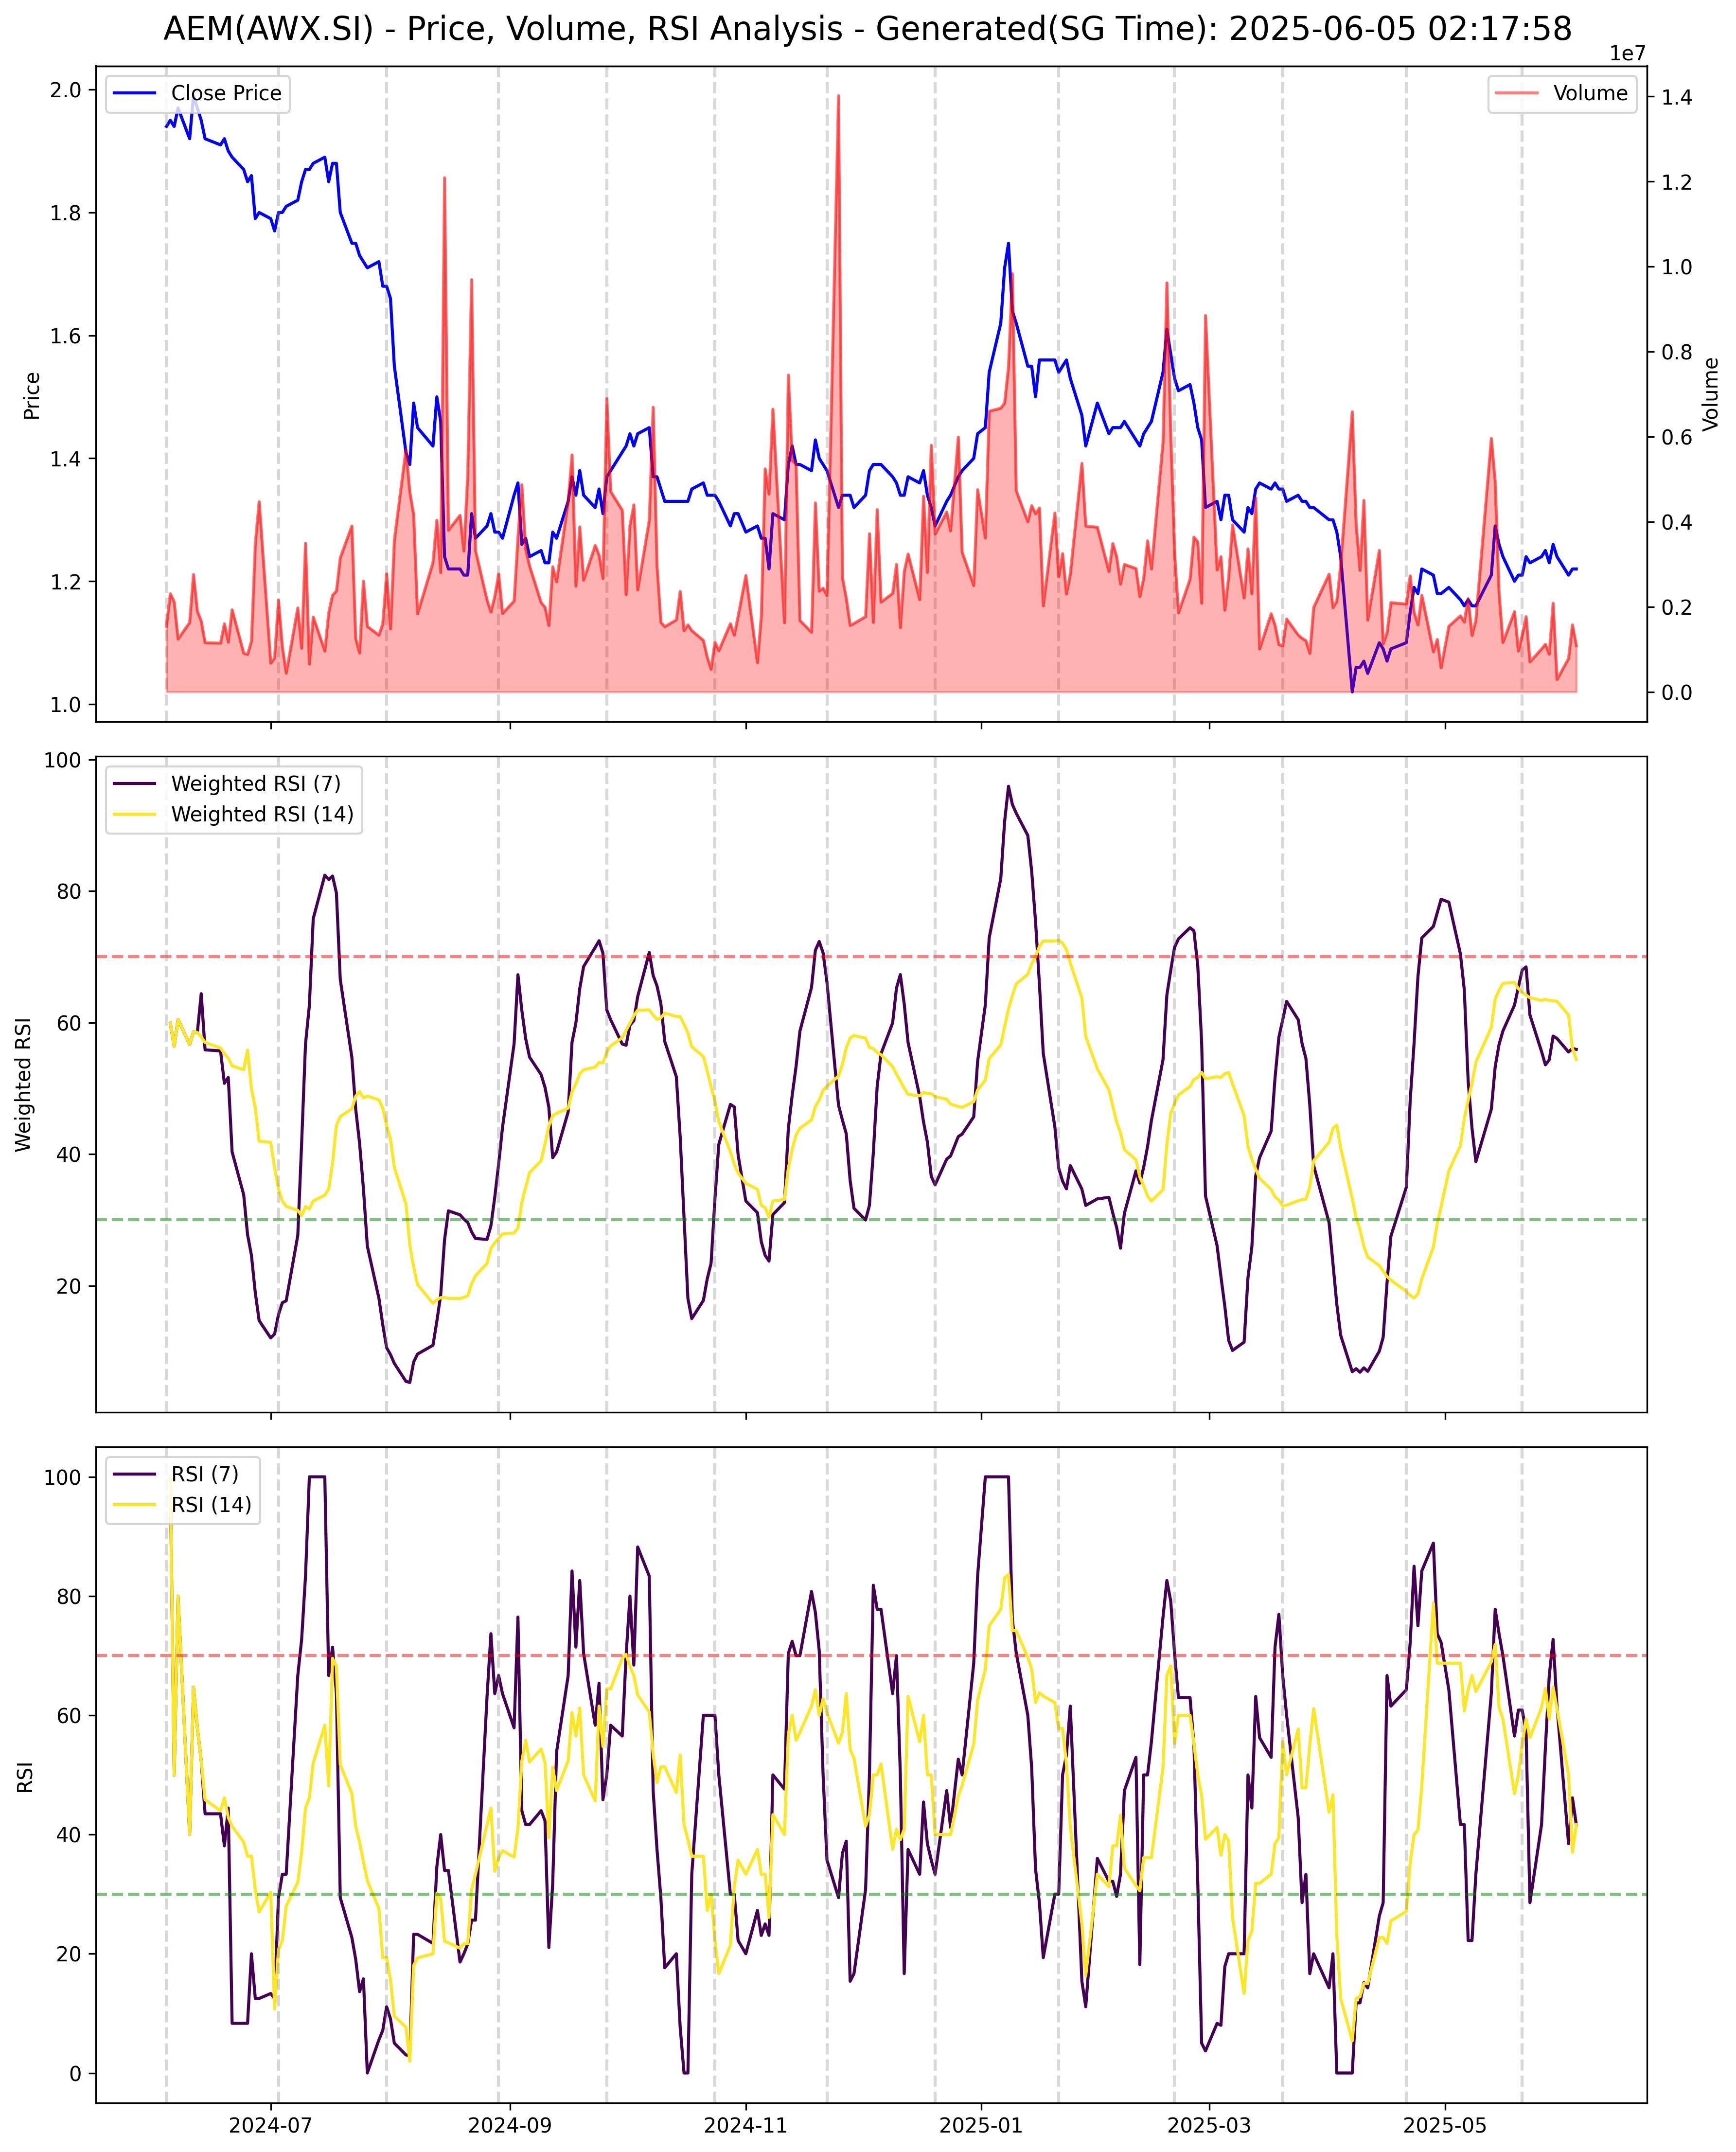 AEM(AWX.SI) - Price, Volume, RSI Analysis - Generated(SG Time): 2025-06-05 02:17:58
1e7
Close Price
Volume
2.0
1.8
1.6
1.4
1.2
1.0
Price
1.4
1.2
1.0
0.8
0.6
0.4
0.2
0.0
Volume
Weighted RSI (7)
Weighted RSI (14)
100
80
60
40
20
Weighted RSI
RSI (7)
RSI (14)
100
80
60
40
20
0
RSI
2024-07
2024-09
2024-11
2025-01
2025-03
2025-05